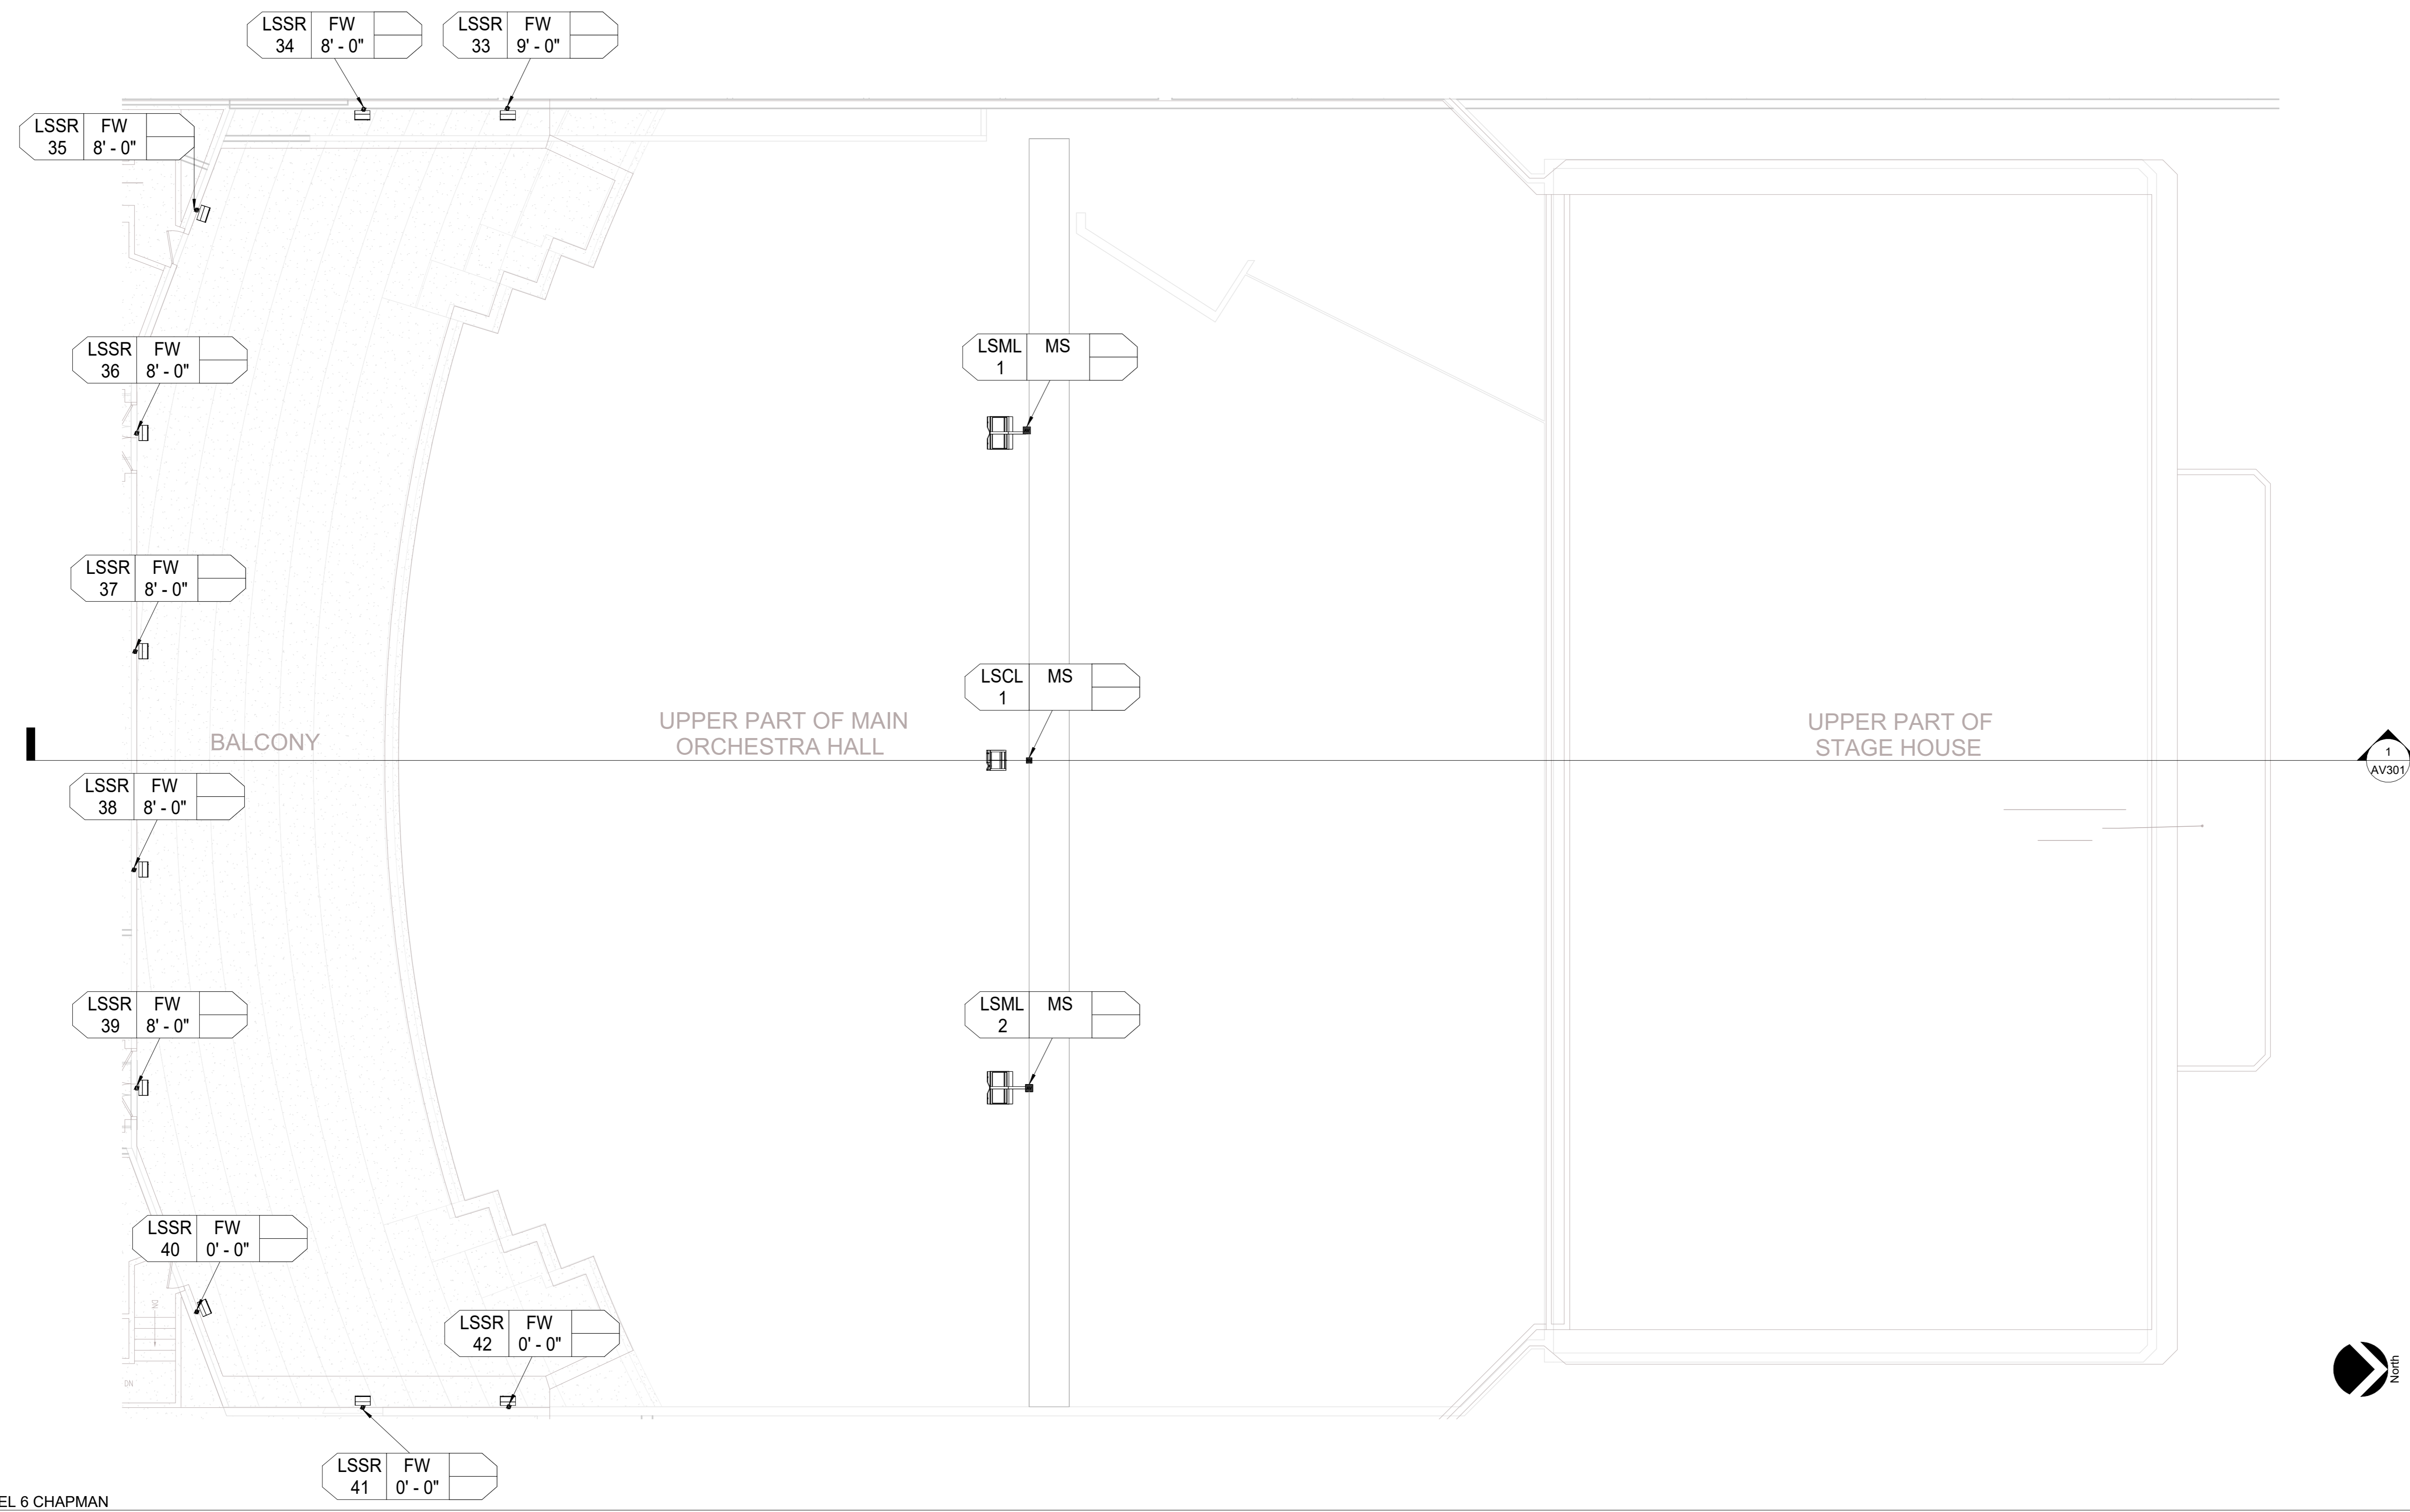 LSSR FW
34 8' - 0"
LSSR FW
33 9' - 0"
LSSR FW
35 8' - 0"
LSSR FW
36 8' - 0"
LSML MS
1
LSSR FW
37 8' - 0"
LSCL MS
1
UPPER PART OF MAIN
ORCHESTRA HALL
UPPER PART OF
STAGE HOUSE
BALCONY
1
AV301
LSSR FW
38 8' - 0"
LSSR FW
39 8' - 0"
LSML MS
2
LSSR FW
40 0' - 0"
DN
LSSR FW
42 0' - 0"
North
DN
LSSR FW
41 0' - 0"
EL 6 CHAPMAN